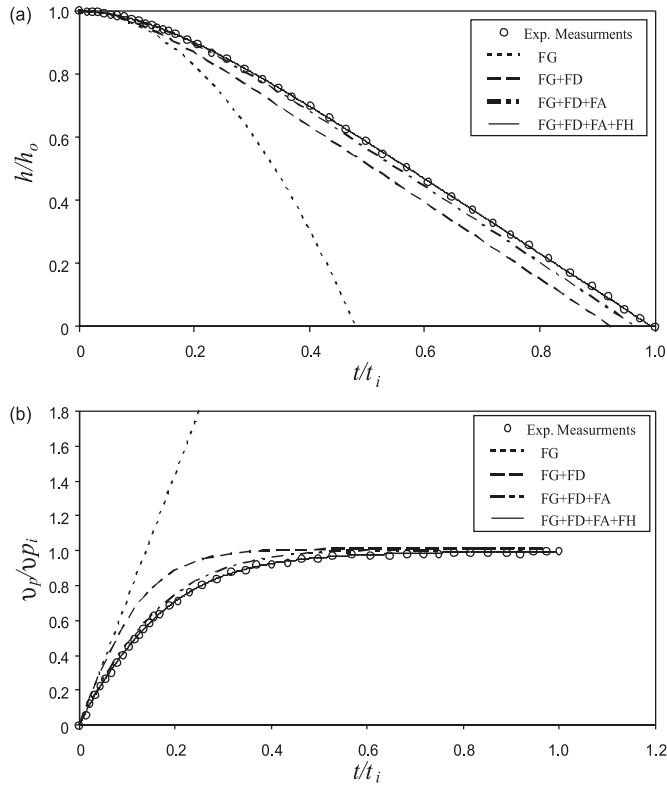 (a)
1.0
0.8
0.6
0.4
0.2
0
h/ho
Exp. Measurments
FG
FG+FD
FG+FD+FA
FG+FD+FA+FH
0 0.2 0.4 0.6 0.8 1.0
t/ti
(b)
1.8
1.6
1.4
1.2
1.0
0.8
0.6
0.4
0.2
0
υp/υpi
Exp. Measurments
FG
FG+FD
FG+FD+FA
FG+FD+FA+FH
0 0.2 0.4 0.6 0.8 1.0 1.2
t/ti